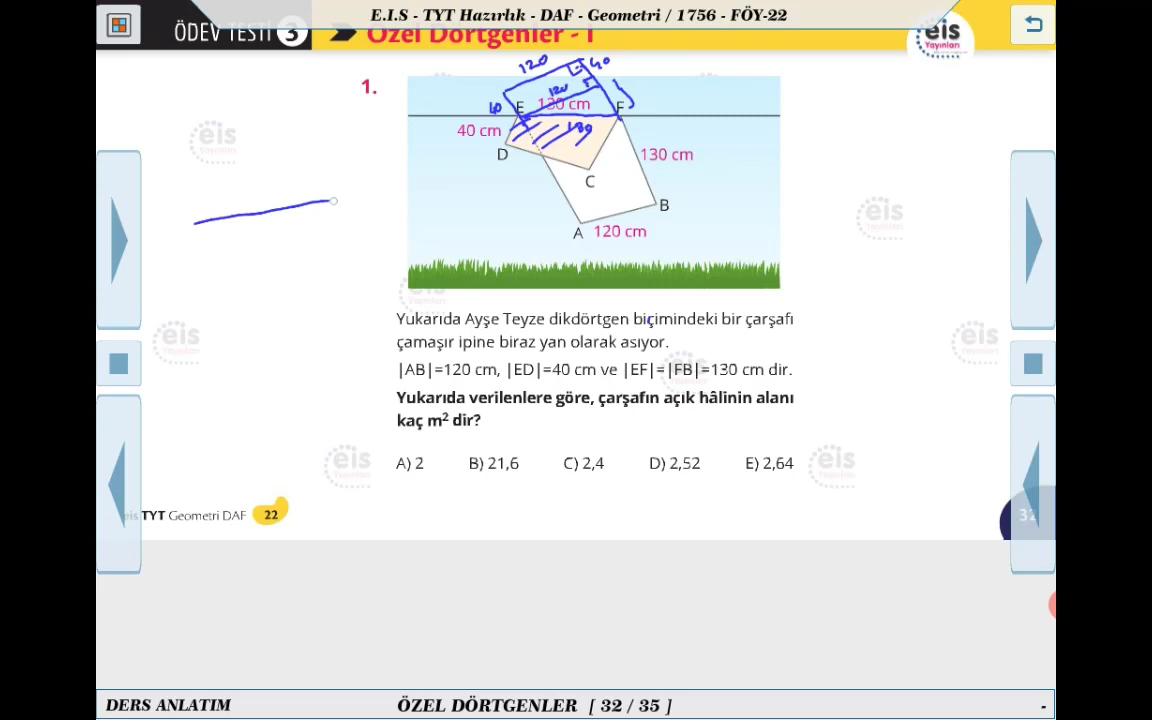 E.I.S - TYT Hazırlık - DAF - Geometri / 1756 - FÖY-22
ÖDEV TESTİ 3
Özel Dörtgenler - I
eis
Yayınları
1.
120
40
120
40
E
130 cm
F
40 cm
130
D
130 cm
C
B
A
120 cm
Yukarıda Ayşe Teyze dikdörtgen biçimindeki bir çarşafı
çamaşır ipine biraz yan olarak asıyor.
|AB|=120 cm, |ED|=40 cm ve |EF|=|FB|=130 cm dir.
Yukarıda verilenlere göre, çarşafın açık hâlinin alanı
kaç m² dir?
A) 2 B) 21,6 C) 2,4 D) 2,52 E) 2,64
eis TYT Geometri DAF 22
32
DERS ANLATIM
ÖZEL DÖRTGENLER [ 32 / 35 ]
-